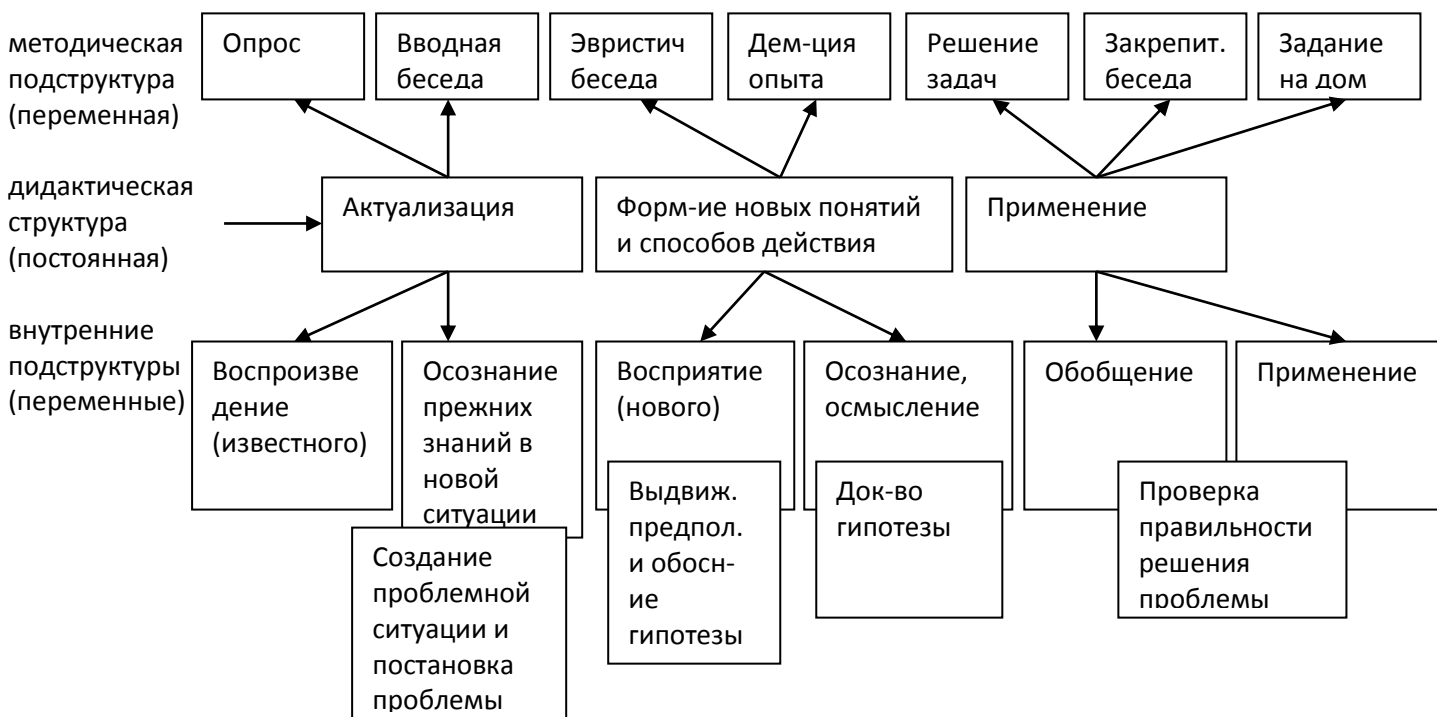 методическая
подструктура
(переменная)
Опрос
Вводная
беседа
Эвристич
беседа
Дем-ция
опыта
Решение
задач
Закрепит.
беседа
Задание
на дом
дидактическая
структура
(постоянная)
Актуализация
Форм-ие новых понятий
и способов действия
Применение
внутренние
подструктуры
(переменные)
Воспроизве
дение
(известного)
Осознание
прежних
знаний в
новой
ситуации
Восприятие
(нового)
Осознание,
осмысление
Обобщение
Применение
Создание
проблемной
ситуации и
постановка
проблемы
Выдвиж.
предпол.
и обосн-
ие
гипотезы
Док-во
гипотезы
Проверка
правильности
решения
проблемы